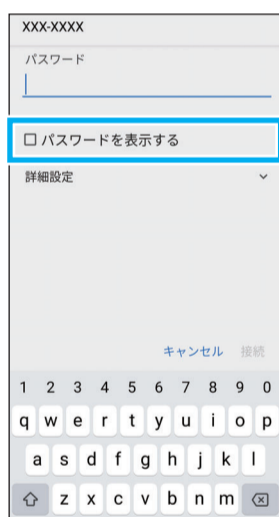 XXX-XXXX
パスワード
パスワードを表示する
詳細設定
キャンセル 接続
1 2 3 4 5 6 7 8 9 0
q w e r t y u i o p
a s d f g h j k l
z x c v b n m